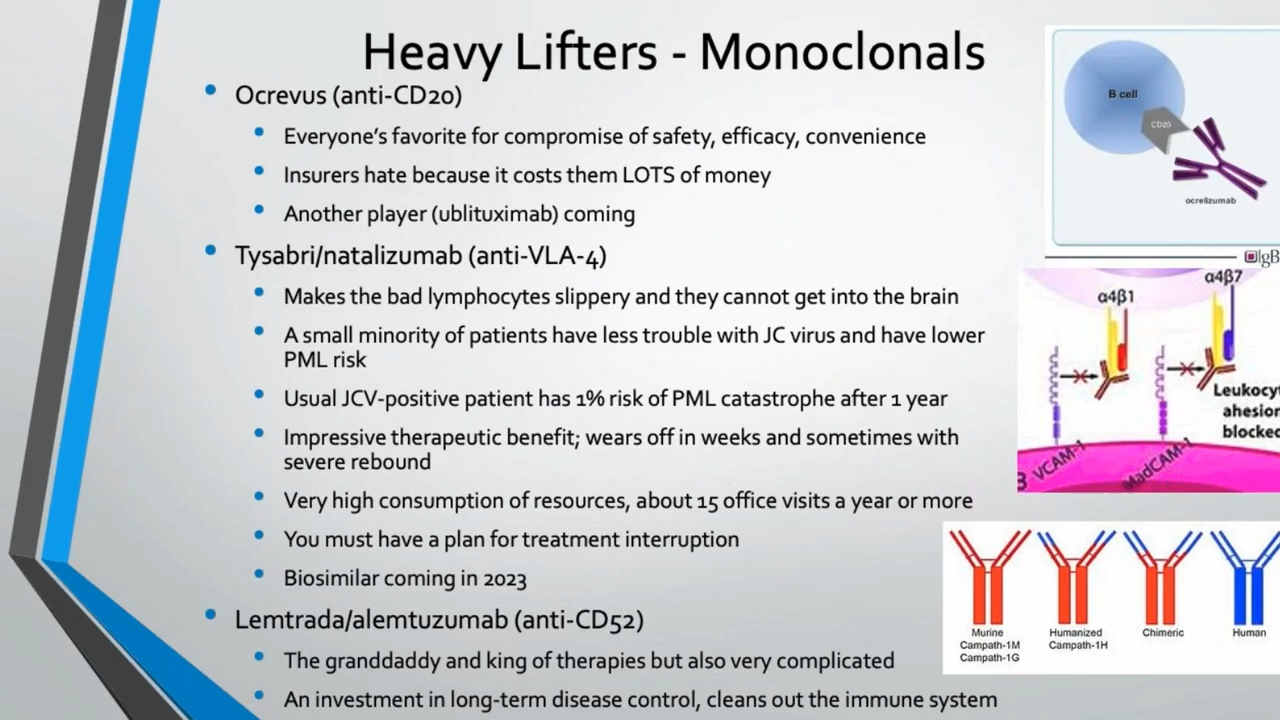 Heavy Lifters - Monoclonals
Ocrevus (anti-CD20)
Everyone's favorite for compromise of safety, efficacy, convenience
Insurers hate because it costs them LOTS of money
Another player (ublituximab) coming
Tysabri/natalizumab (anti-VLA-4)
Makes the bad lymphocytes slippery and they cannot get into the brain
A small minority of patients have less trouble with JC virus and have lower
PML risk
Usual JCV-positive patient has 1% risk of PML catastrophe after 1 year
Impressive therapeutic benefit; wears off in weeks and sometimes with
severe rebound
Very high consumption of resources, about 15 office visits a year or more
You must have a plan for treatment interruption
Biosimilar coming in 2023
Lemtrada/alemtuzumab (anti-CD52)
The granddaddy and king of therapies but also very complicated
An investment in long-term disease control, cleans out the immune system
B cell
CD20
ocrelizumab
IgB
α4β7
α4β1
Leukocy
ahesior
blocked
B VCAM-1
MadCAM-1
Murine
Campath-1M
Campath-1G
Humanized
Campath-1H
Chimeric
Human